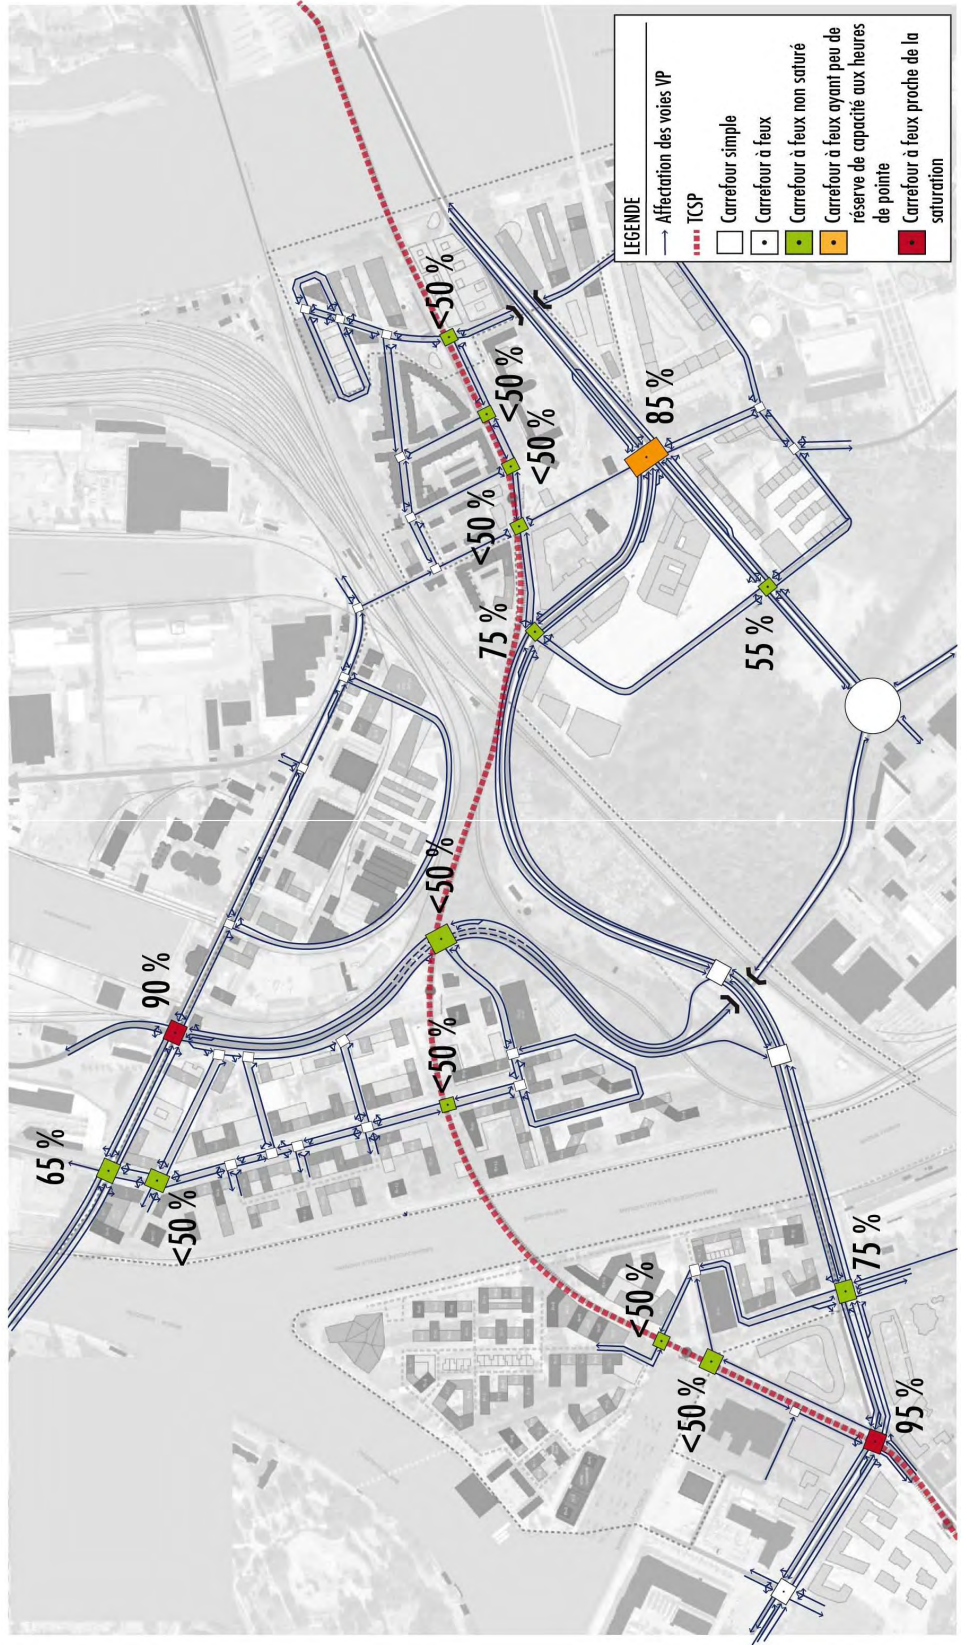 LEGENDE
Affectation des voies VP
TCSP
Carrefour simple
Carrefour à feux
Carrefour à feux non saturé
Carrefour à feux ayant peu de
réserve de capacité aux heures
de pointe
Carrefour à feux proche de la
saturation
65 %
<50 %
90 %
<50 %
<50 %
<50 %
<50 %
95 %
75 %
75 %
<50 %
<50 %
<50 %
<50 %
85 %
55 %